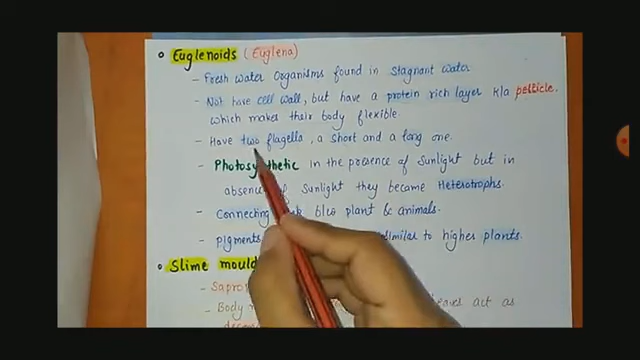 Euglenoids (Euglena)
- Fresh water Organisms found in Stagnant water
- Not have cell wall, but have a protein rich layer k/a pellicle.
which makes their body flexible.
- Have two flagella, a short and a long one.
- Photosynthetic In the presence of Sunlight but in
absence of Sunlight they became Heterotrophs.
- Connecting b/w plant & animals.
- Pigments similar to higher plants.
Slime mould
- Sapro
- Body act as